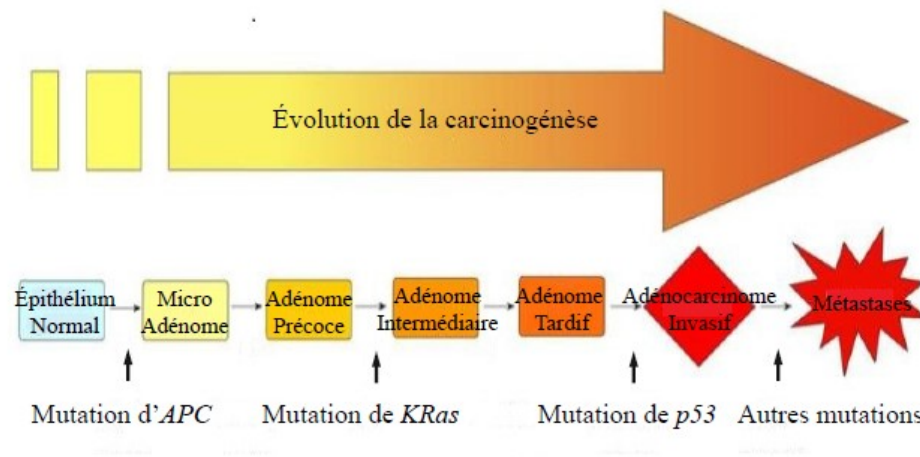 Évolution de la carcinogénèse
Épithélium
Normal
Micro
Adénome
Adénome
Précoce
Adénome
Intermédiaire
Adénome
Tardif
Adénocarcinome
Invasif
Métastases
Mutation d'APC
Mutation de KRas
Mutation de p53
Autres mutations